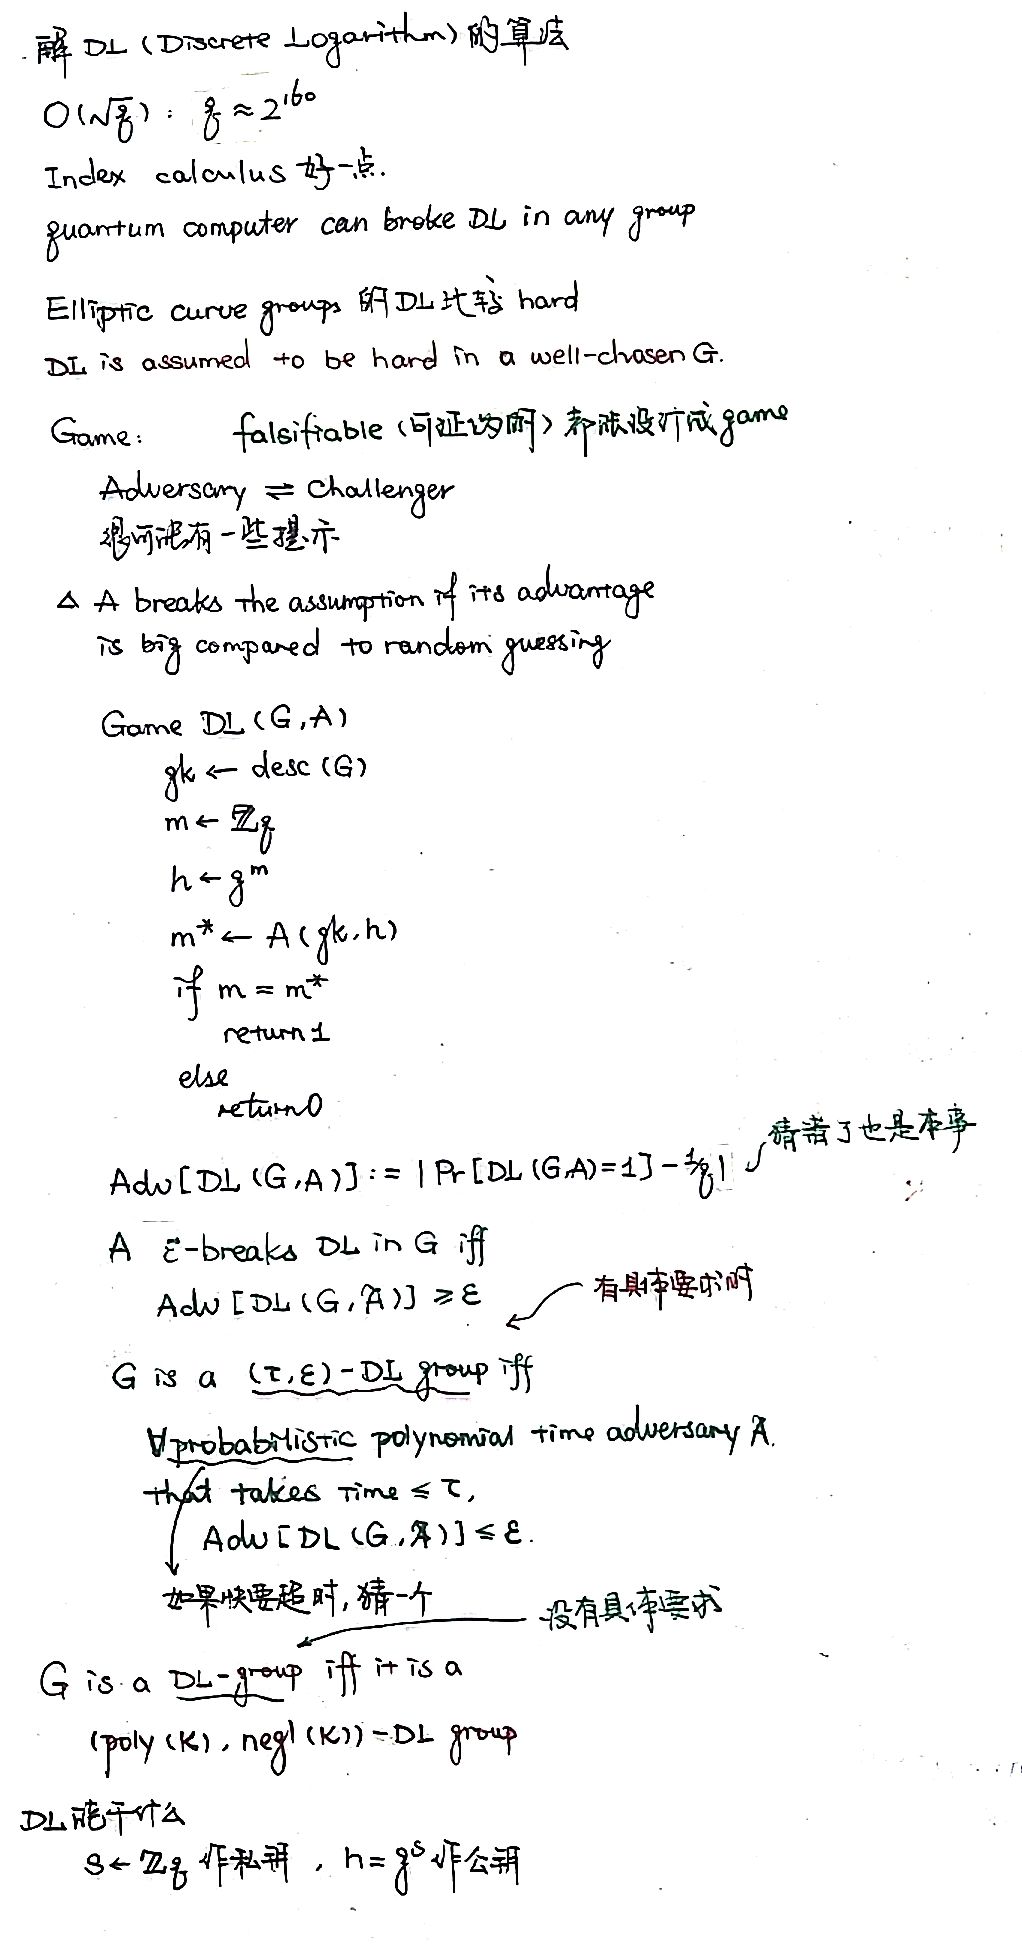 解 DL (Discrete Logarithm) 的算法
O(√q) : q ≈ 2^160
Index calculus 好一点.
quantum computer can broke DL in any group
Elliptic curve groups 的 DL 比较 hard
DL is assumed to be hard in a well-chosen G.
Game: falsifiable (可证伪的) 都能设计成 game
Adversary ⇌ Challenger
很可能有一些提示
△ A breaks the assumption if its advantage
is big compared to random guessing
Game DL (G, A)
gk ← desc (G)
m ← ℤq
h ← g^m
m* ← A (gk, h)
if m = m*
return 1
else
return 0
猜着了也是本事
Adv [DL (G, A)] := | Pr [DL (G, A) = 1] - 1/q |
A ε-breaks DL in G iff
Adv [DL (G, A)] ≥ ε
有具体要求时
G is a (τ, ε) - DL group iff
∀ probabilistic polynomial time adversary A.
that takes time ≤ τ,
Adv [DL (G, A)] ≤ ε.
如果快要超时, 猜一个
没有具体要求
G is a DL-group iff it is a
(poly (κ), negl (κ)) - DL group
DL 能干什么
s ← ℤq 作私钥 , h = g^s 作公钥